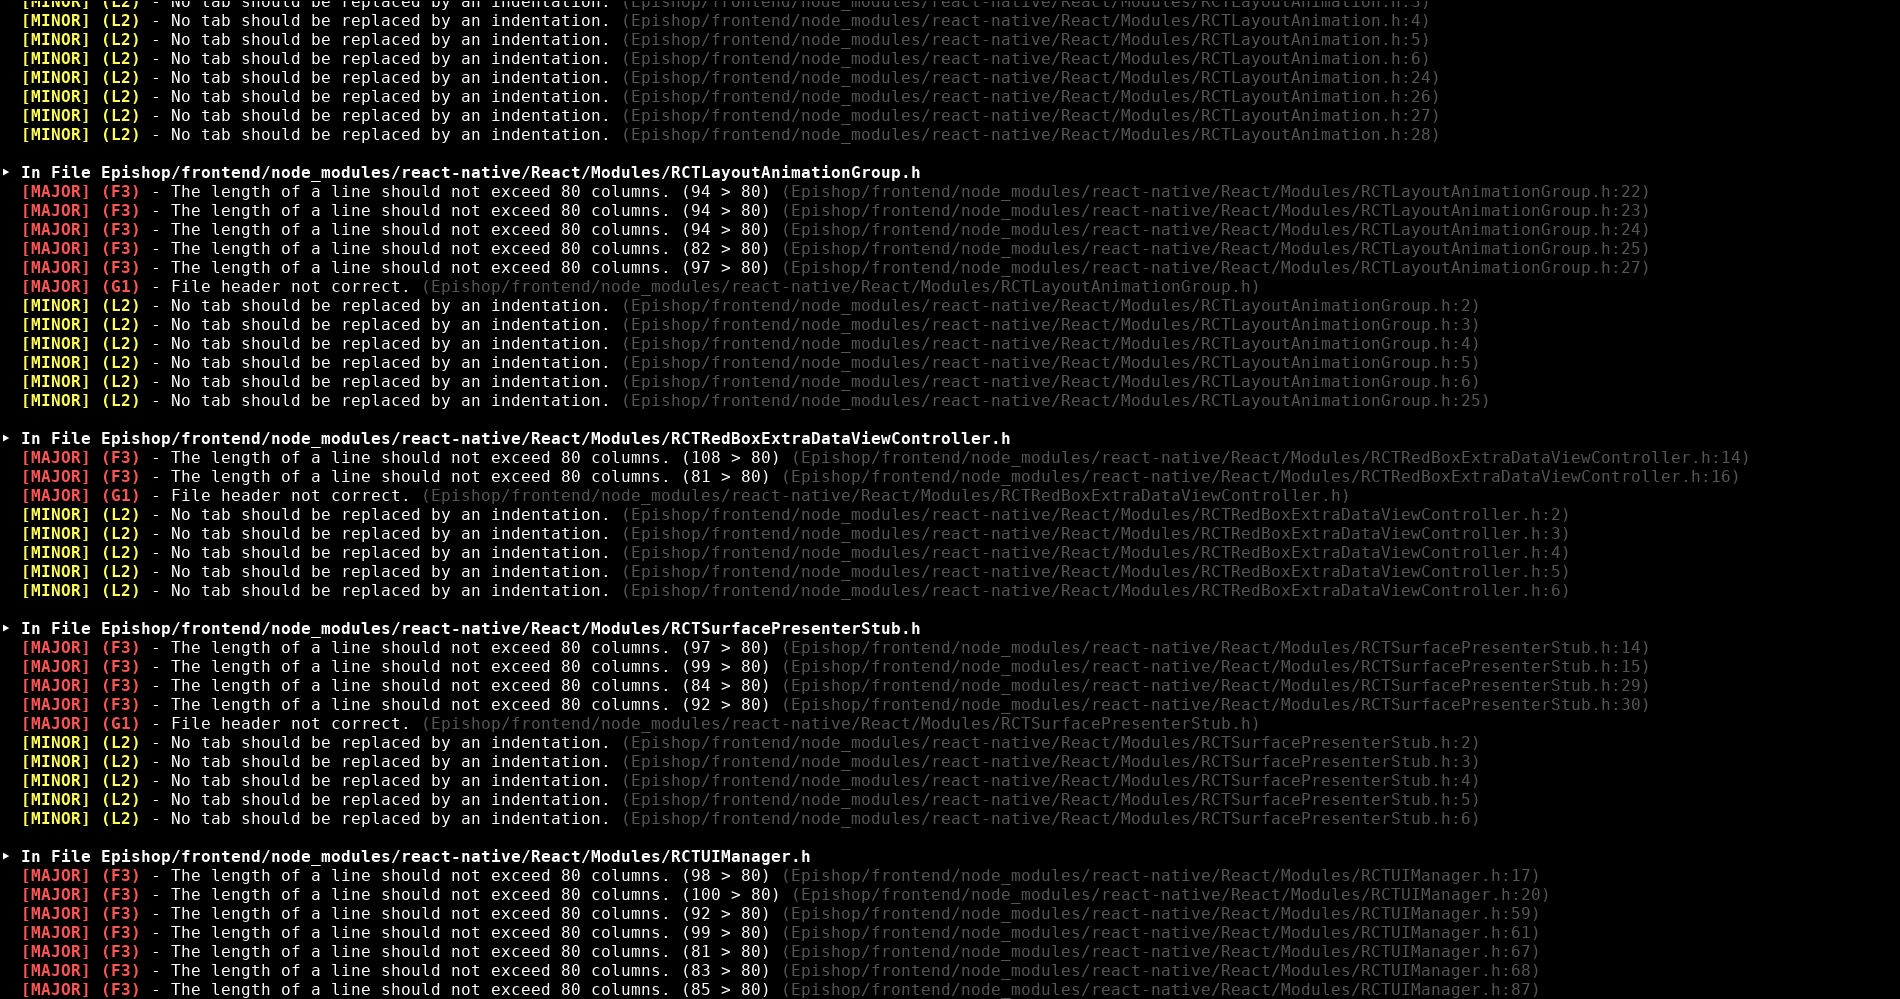 [MINOR] (L2) - No tab should be replaced by an indentation. (Epishop/frontend/node_modules/react-native/React/Modules/RCTLayoutAnimation.h:3)
[MINOR] (L2) - No tab should be replaced by an indentation. (Epishop/frontend/node_modules/react-native/React/Modules/RCTLayoutAnimation.h:4)
[MINOR] (L2) - No tab should be replaced by an indentation. (Epishop/frontend/node_modules/react-native/React/Modules/RCTLayoutAnimation.h:5)
[MINOR] (L2) - No tab should be replaced by an indentation. (Epishop/frontend/node_modules/react-native/React/Modules/RCTLayoutAnimation.h:6)
[MINOR] (L2) - No tab should be replaced by an indentation. (Epishop/frontend/node_modules/react-native/React/Modules/RCTLayoutAnimation.h:24)
[MINOR] (L2) - No tab should be replaced by an indentation. (Epishop/frontend/node_modules/react-native/React/Modules/RCTLayoutAnimation.h:26)
[MINOR] (L2) - No tab should be replaced by an indentation. (Epishop/frontend/node_modules/react-native/React/Modules/RCTLayoutAnimation.h:27)
[MINOR] (L2) - No tab should be replaced by an indentation. (Epishop/frontend/node_modules/react-native/React/Modules/RCTLayoutAnimation.h:28)
‣ In File Epishop/frontend/node_modules/react-native/React/Modules/RCTLayoutAnimationGroup.h
[MAJOR] (F3) - The length of a line should not exceed 80 columns. (94 > 80) (Epishop/frontend/node_modules/react-native/React/Modules/RCTLayoutAnimationGroup.h:22)
[MAJOR] (F3) - The length of a line should not exceed 80 columns. (94 > 80) (Epishop/frontend/node_modules/react-native/React/Modules/RCTLayoutAnimationGroup.h:23)
[MAJOR] (F3) - The length of a line should not exceed 80 columns. (94 > 80) (Epishop/frontend/node_modules/react-native/React/Modules/RCTLayoutAnimationGroup.h:24)
[MAJOR] (F3) - The length of a line should not exceed 80 columns. (82 > 80) (Epishop/frontend/node_modules/react-native/React/Modules/RCTLayoutAnimationGroup.h:25)
[MAJOR] (F3) - The length of a line should not exceed 80 columns. (97 > 80) (Epishop/frontend/node_modules/react-native/React/Modules/RCTLayoutAnimationGroup.h:27)
[MAJOR] (G1) - File header not correct. (Epishop/frontend/node_modules/react-native/React/Modules/RCTLayoutAnimationGroup.h)
[MINOR] (L2) - No tab should be replaced by an indentation. (Epishop/frontend/node_modules/react-native/React/Modules/RCTLayoutAnimationGroup.h:2)
[MINOR] (L2) - No tab should be replaced by an indentation. (Epishop/frontend/node_modules/react-native/React/Modules/RCTLayoutAnimationGroup.h:3)
[MINOR] (L2) - No tab should be replaced by an indentation. (Epishop/frontend/node_modules/react-native/React/Modules/RCTLayoutAnimationGroup.h:4)
[MINOR] (L2) - No tab should be replaced by an indentation. (Epishop/frontend/node_modules/react-native/React/Modules/RCTLayoutAnimationGroup.h:5)
[MINOR] (L2) - No tab should be replaced by an indentation. (Epishop/frontend/node_modules/react-native/React/Modules/RCTLayoutAnimationGroup.h:6)
[MINOR] (L2) - No tab should be replaced by an indentation. (Epishop/frontend/node_modules/react-native/React/Modules/RCTLayoutAnimationGroup.h:25)
‣ In File Epishop/frontend/node_modules/react-native/React/Modules/RCTRedBoxExtraDataViewController.h
[MAJOR] (F3) - The length of a line should not exceed 80 columns. (108 > 80) (Epishop/frontend/node_modules/react-native/React/Modules/RCTRedBoxExtraDataViewController.h:14)
[MAJOR] (F3) - The length of a line should not exceed 80 columns. (81 > 80) (Epishop/frontend/node_modules/react-native/React/Modules/RCTRedBoxExtraDataViewController.h:16)
[MAJOR] (G1) - File header not correct. (Epishop/frontend/node_modules/react-native/React/Modules/RCTRedBoxExtraDataViewController.h)
[MINOR] (L2) - No tab should be replaced by an indentation. (Epishop/frontend/node_modules/react-native/React/Modules/RCTRedBoxExtraDataViewController.h:2)
[MINOR] (L2) - No tab should be replaced by an indentation. (Epishop/frontend/node_modules/react-native/React/Modules/RCTRedBoxExtraDataViewController.h:3)
[MINOR] (L2) - No tab should be replaced by an indentation. (Epishop/frontend/node_modules/react-native/React/Modules/RCTRedBoxExtraDataViewController.h:4)
[MINOR] (L2) - No tab should be replaced by an indentation. (Epishop/frontend/node_modules/react-native/React/Modules/RCTRedBoxExtraDataViewController.h:5)
[MINOR] (L2) - No tab should be replaced by an indentation. (Epishop/frontend/node_modules/react-native/React/Modules/RCTRedBoxExtraDataViewController.h:6)
‣ In File Epishop/frontend/node_modules/react-native/React/Modules/RCTSurfacePresenterStub.h
[MAJOR] (F3) - The length of a line should not exceed 80 columns. (97 > 80) (Epishop/frontend/node_modules/react-native/React/Modules/RCTSurfacePresenterStub.h:14)
[MAJOR] (F3) - The length of a line should not exceed 80 columns. (99 > 80) (Epishop/frontend/node_modules/react-native/React/Modules/RCTSurfacePresenterStub.h:15)
[MAJOR] (F3) - The length of a line should not exceed 80 columns. (84 > 80) (Epishop/frontend/node_modules/react-native/React/Modules/RCTSurfacePresenterStub.h:29)
[MAJOR] (F3) - The length of a line should not exceed 80 columns. (92 > 80) (Epishop/frontend/node_modules/react-native/React/Modules/RCTSurfacePresenterStub.h:30)
[MAJOR] (G1) - File header not correct. (Epishop/frontend/node_modules/react-native/React/Modules/RCTSurfacePresenterStub.h)
[MINOR] (L2) - No tab should be replaced by an indentation. (Epishop/frontend/node_modules/react-native/React/Modules/RCTSurfacePresenterStub.h:2)
[MINOR] (L2) - No tab should be replaced by an indentation. (Epishop/frontend/node_modules/react-native/React/Modules/RCTSurfacePresenterStub.h:3)
[MINOR] (L2) - No tab should be replaced by an indentation. (Epishop/frontend/node_modules/react-native/React/Modules/RCTSurfacePresenterStub.h:4)
[MINOR] (L2) - No tab should be replaced by an indentation. (Epishop/frontend/node_modules/react-native/React/Modules/RCTSurfacePresenterStub.h:5)
[MINOR] (L2) - No tab should be replaced by an indentation. (Epishop/frontend/node_modules/react-native/React/Modules/RCTSurfacePresenterStub.h:6)
‣ In File Epishop/frontend/node_modules/react-native/React/Modules/RCTUIManager.h
[MAJOR] (F3) - The length of a line should not exceed 80 columns. (98 > 80) (Epishop/frontend/node_modules/react-native/React/Modules/RCTUIManager.h:17)
[MAJOR] (F3) - The length of a line should not exceed 80 columns. (100 > 80) (Epishop/frontend/node_modules/react-native/React/Modules/RCTUIManager.h:20)
[MAJOR] (F3) - The length of a line should not exceed 80 columns. (92 > 80) (Epishop/frontend/node_modules/react-native/React/Modules/RCTUIManager.h:59)
[MAJOR] (F3) - The length of a line should not exceed 80 columns. (99 > 80) (Epishop/frontend/node_modules/react-native/React/Modules/RCTUIManager.h:61)
[MAJOR] (F3) - The length of a line should not exceed 80 columns. (81 > 80) (Epishop/frontend/node_modules/react-native/React/Modules/RCTUIManager.h:67)
[MAJOR] (F3) - The length of a line should not exceed 80 columns. (83 > 80) (Epishop/frontend/node_modules/react-native/React/Modules/RCTUIManager.h:68)
[MAJOR] (F3) - The length of a line should not exceed 80 columns. (85 > 80) (Epishop/frontend/node_modules/react-native/React/Modules/RCTUIManager.h:87)